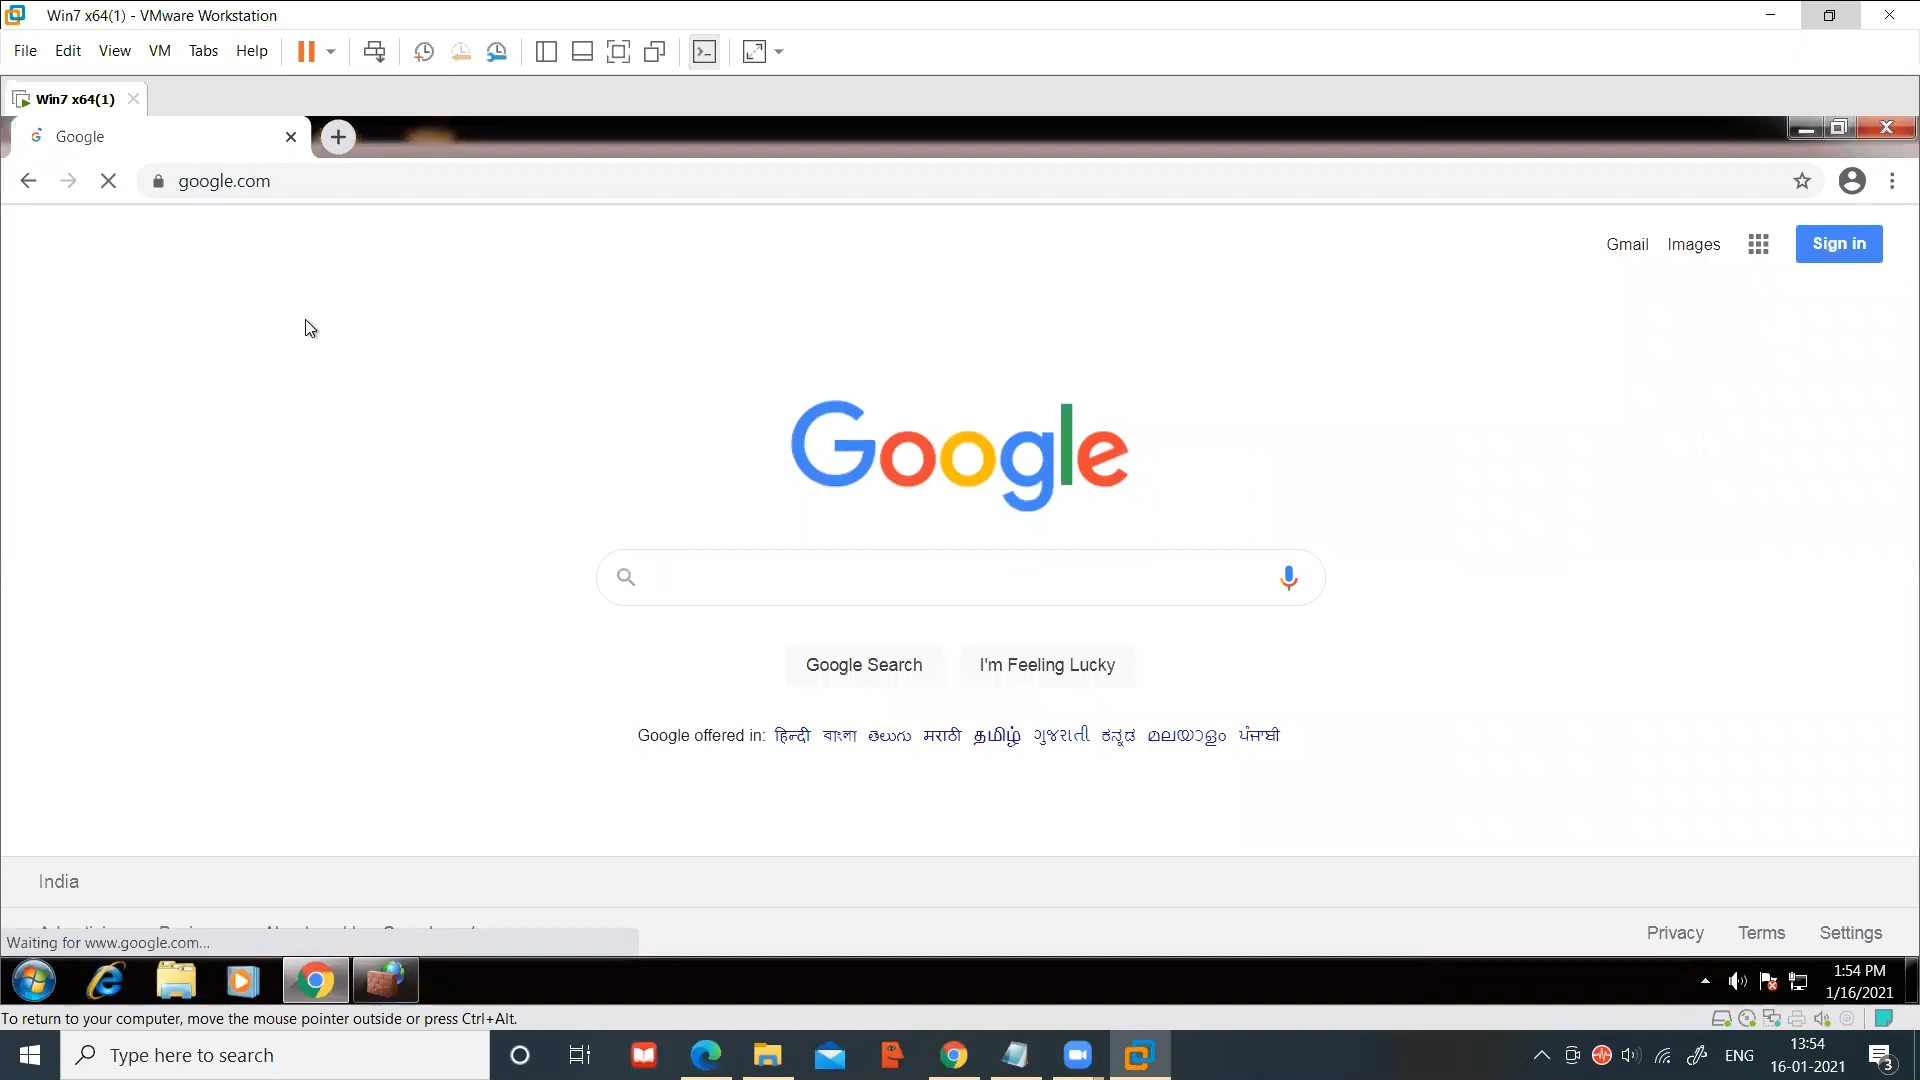 Win7 x64(1) - VMware Workstation
File Edit View VM Tabs Help
Win7 x64(1)
Google
google.com
Gmail Images Sign in
Google
Google Search I'm Feeling Lucky
Google offered in: हिन्दी বাংলা తెలుగు मराठी தமிழ் ગુજરાતી ಕನ್ನಡ മലയാളം ਪੰਜਾਬੀ
India
Privacy Terms Settings
Waiting for www.google.com...
1:54 PM
1/16/2021
To return to your computer, move the mouse pointer outside or press Ctrl+Alt.
Type here to search
ENG
13:54
16-01-2021
3